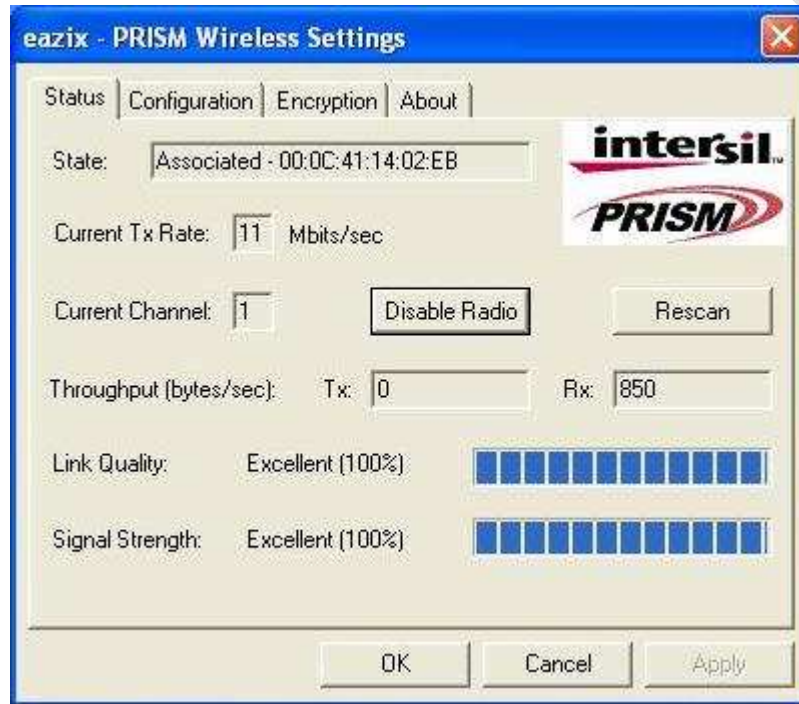 eazix - PRISM Wireless Settings
Status Configuration Encryption About
intersil
PRISM
State: Associated - 00:0C:41:14:02:EB
Current Tx Rate: 11 Mbits/sec
Current Channel: 1 Disable Radio Rescan
Throughput (bytes/sec): Tx: 0 Rx: 850
Link Quality: Excellent (100%)
Signal Strength: Excellent (100%)
OK Cancel Apply